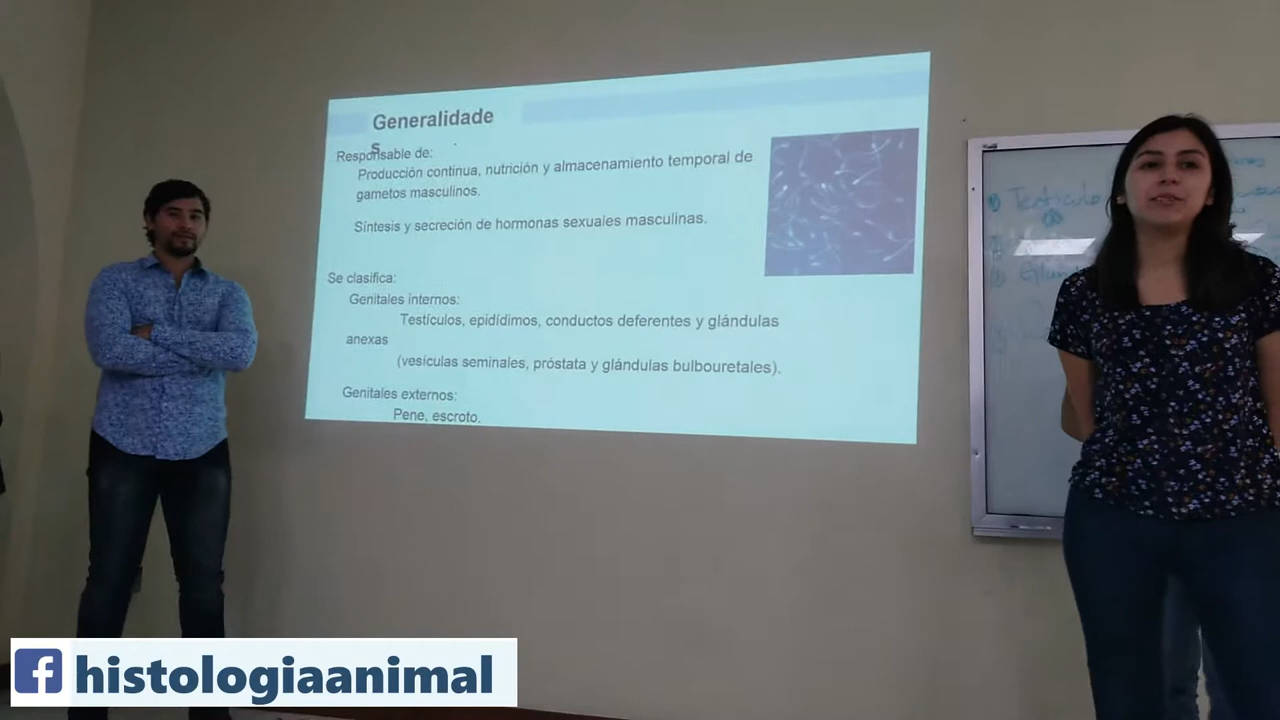 Generalidade
s
Responsable de:
Producción continua, nutrición y almacenamiento temporal de
gametos masculinos.
Síntesis y secreción de hormonas sexuales masculinas.
Se clasifica:
Genitales internos:
Testículos, epidídimos, conductos deferentes y glándulas
anexas
(vesículas seminales, próstata y glándulas bulbouretales).
Genitales externos:
Pene, escroto.
Testiculo
histologiaanimal